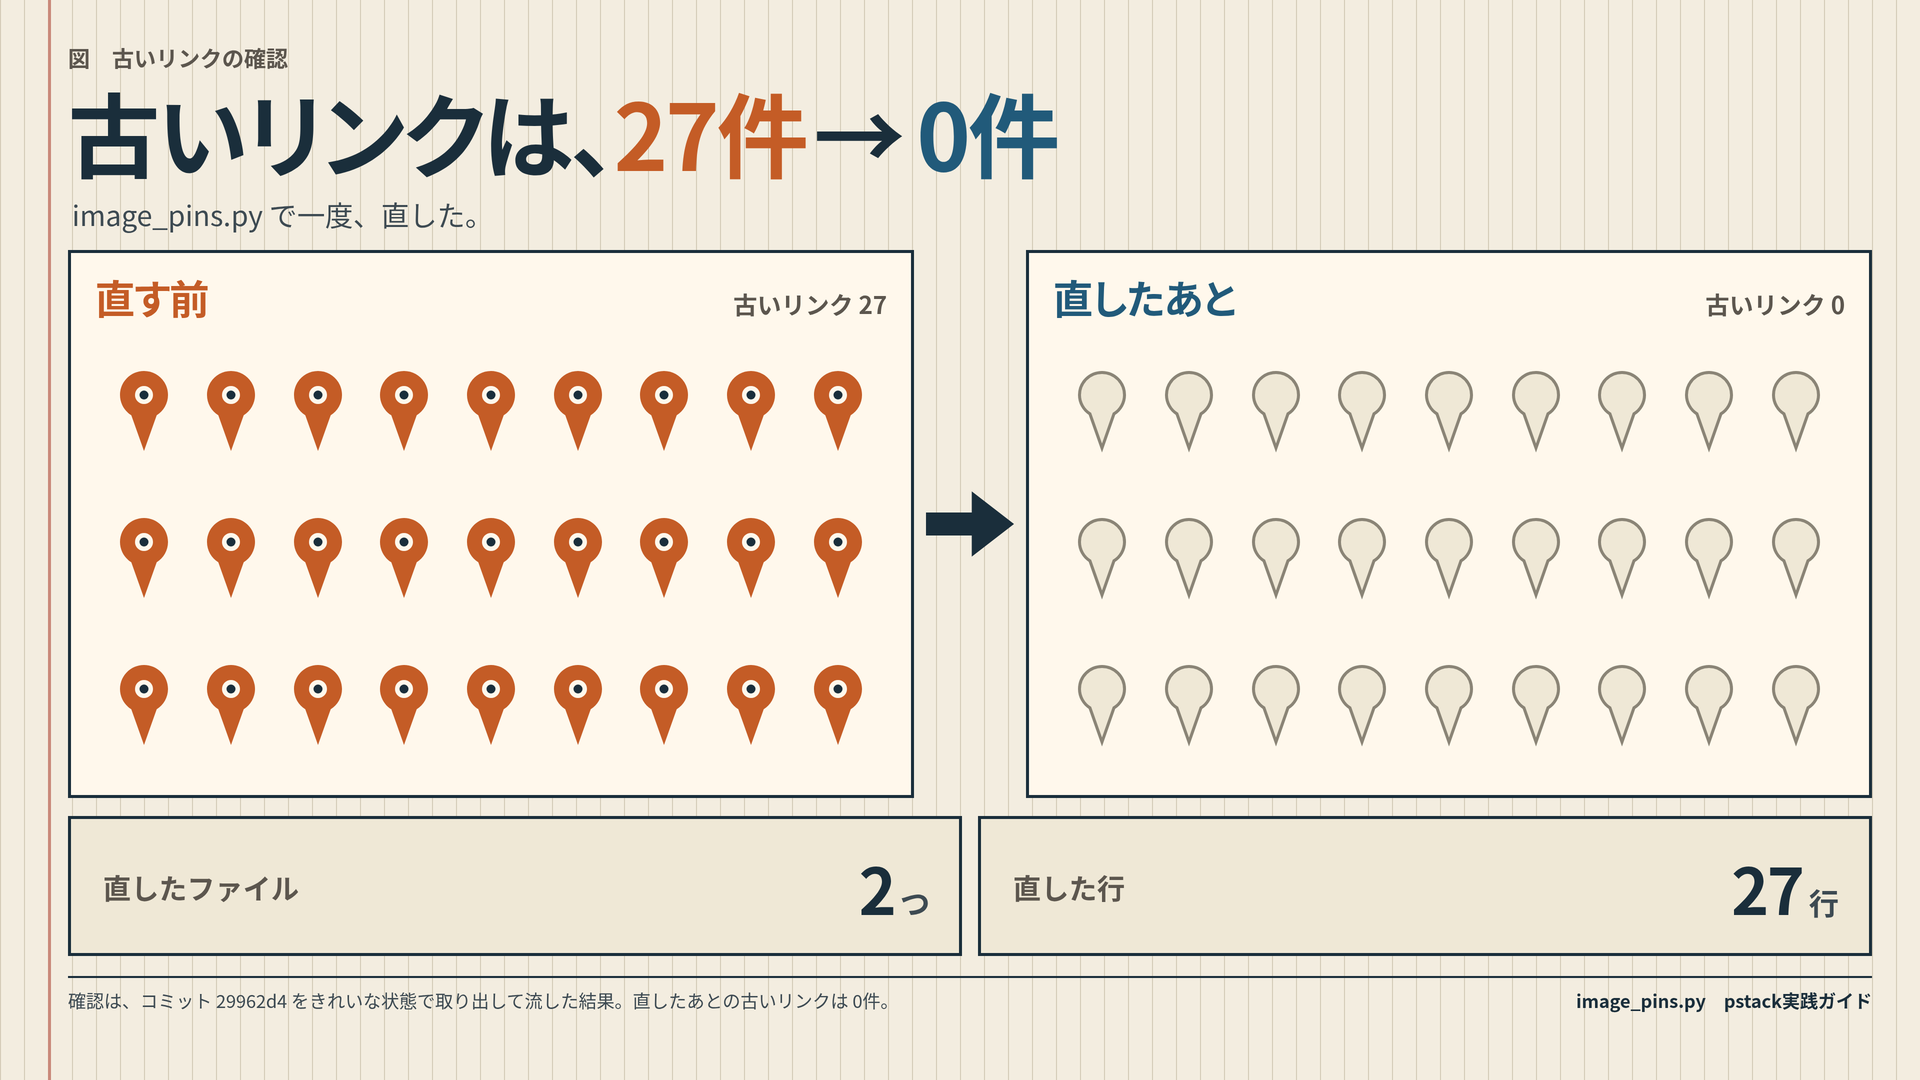 図 古いリンクの確認
古いリンクは、27件→0件
image_pins.py で一度、直した。
直す前
古いリンク 27
直したあと
古いリンク 0
直したファイル
2つ
直した行
27行
確認は、コミット 29962d4 をきれいな状態で取り出して流した結果。直したあとの古いリンクは 0件。
image_pins.py pstack実践ガイド